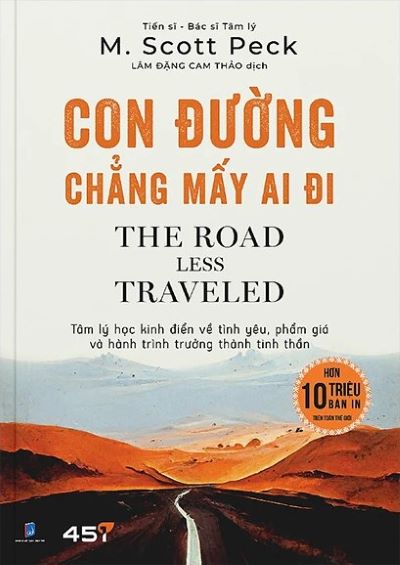 Tiến sĩ - Bác sĩ Tâm lý
M. Scott Peck
LÂM ĐẶNG CAM THẢO dịch
CON ĐƯỜNG
CHẲNG MẤY AI ĐI
THE ROAD
LESS
TRAVELED
Tâm lý học kinh điển về tình yêu, phẩm giá
và hành trình trưởng thành tinh thần
HƠN
10 TRIỆU
BẢN IN
TRÊN TOÀN THẾ GIỚI
451